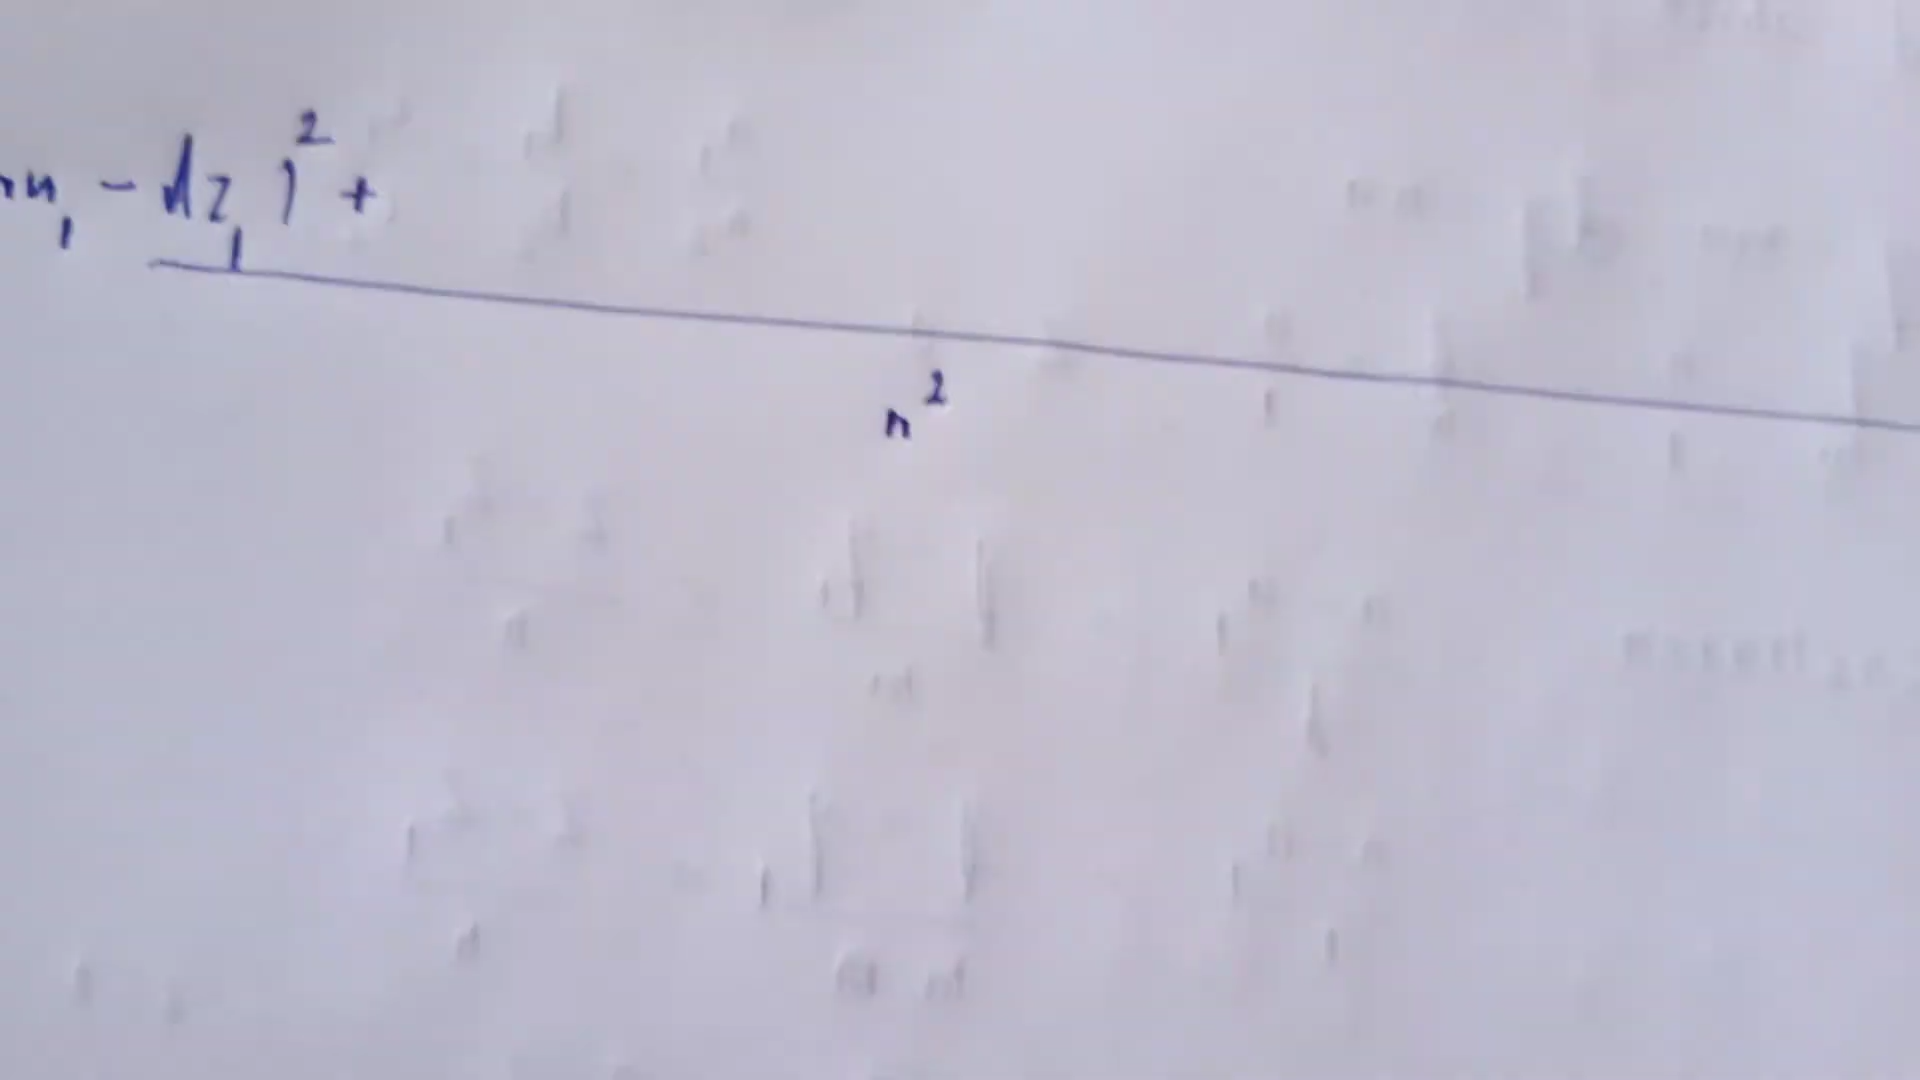 - dz₁)² +
n²